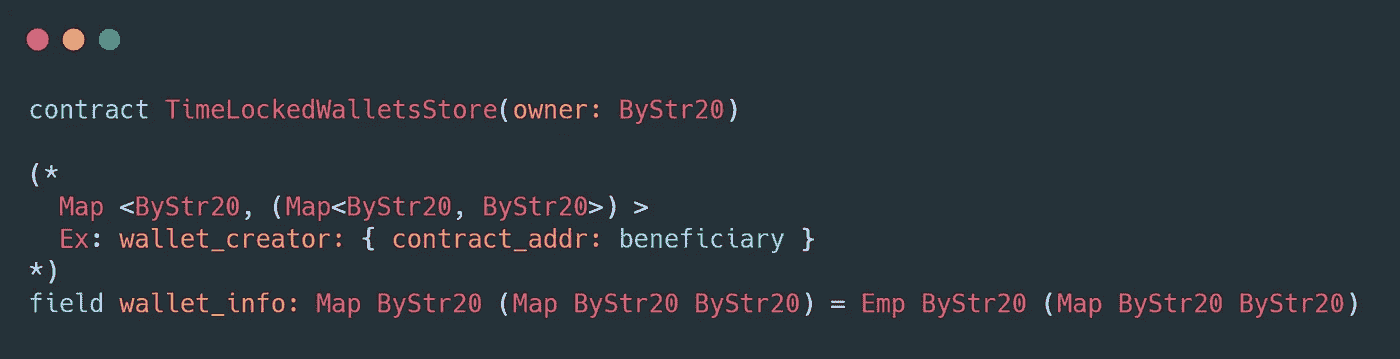 contract TimeLockedWalletsStore(owner: ByStr20)
(*
Map <ByStr20, (Map<ByStr20, ByStr20>) >
Ex: wallet_creator: { contract_addr: beneficiary }
*)
field wallet_info: Map ByStr20 (Map ByStr20 ByStr20) = Emp ByStr20 (Map ByStr20 ByStr20)